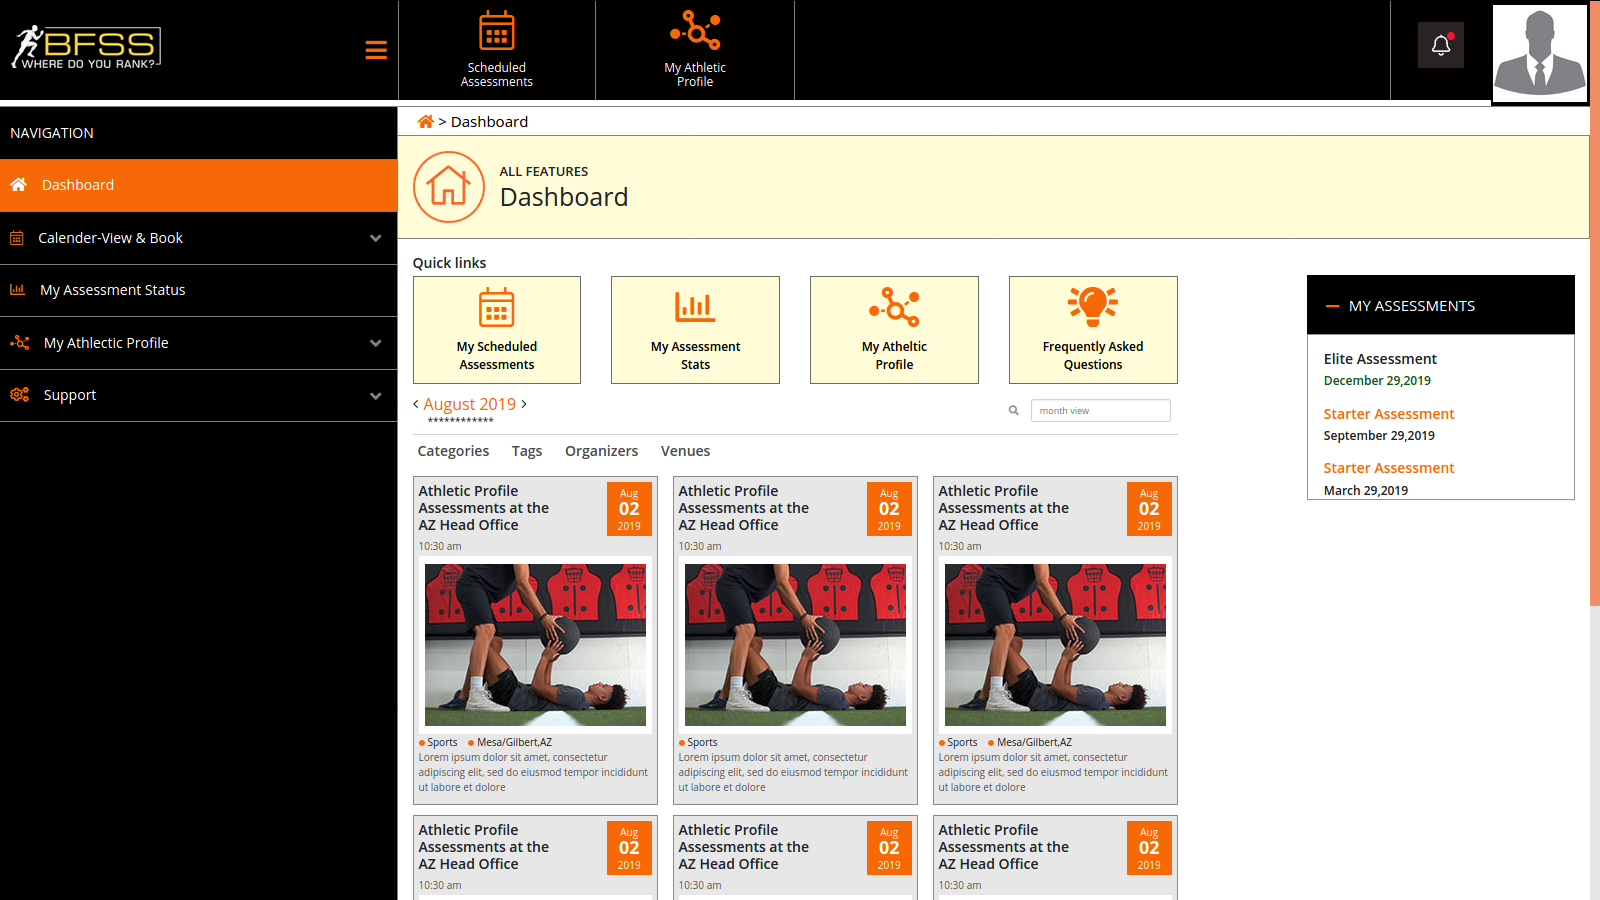 BFSS
WHERE DO YOU RANK?
Scheduled
Assessments
My Athletic
Profile
NAVIGATION
Dashboard
Calender-View & Book
My Assessment Status
My Athlectic Profile
Support
> Dashboard
ALL FEATURES
Dashboard
Quick links
My Scheduled
Assessments
My Assessment
Stats
My Atheltic
Profile
Frequently Asked
Questions
MY ASSESSMENTS
Elite Assessment
December 29,2019
Starter Assessment
September 29,2019
Starter Assessment
March 29,2019
< August 2019 >
************
month view
Categories Tags Organizers Venues
Athletic Profile
Assessments at the
AZ Head Office
Aug
02
2019
10:30 am
Sports Mesa/Gilbert,AZ
Lorem ipsum dolor sit amet, consectetur
adipiscing elit, sed do eiusmod tempor incididunt
ut labore et dolore
Athletic Profile
Assessments at the
AZ Head Office
Aug
02
2019
10:30 am
Sports
Lorem ipsum dolor sit amet, consectetur
adipiscing elit, sed do eiusmod tempor incididunt
ut labore et dolore
Athletic Profile
Assessments at the
AZ Head Office
Aug
02
2019
10:30 am
Sports Mesa/Gilbert,AZ
Lorem ipsum dolor sit amet, consectetur
adipiscing elit, sed do eiusmod tempor incididunt
ut labore et dolore
Athletic Profile
Assessments at the
AZ Head Office
Aug
02
2019
10:30 am
Athletic Profile
Assessments at the
AZ Head Office
Aug
02
2019
10:30 am
Athletic Profile
Assessments at the
AZ Head Office
Aug
02
2019
10:30 am